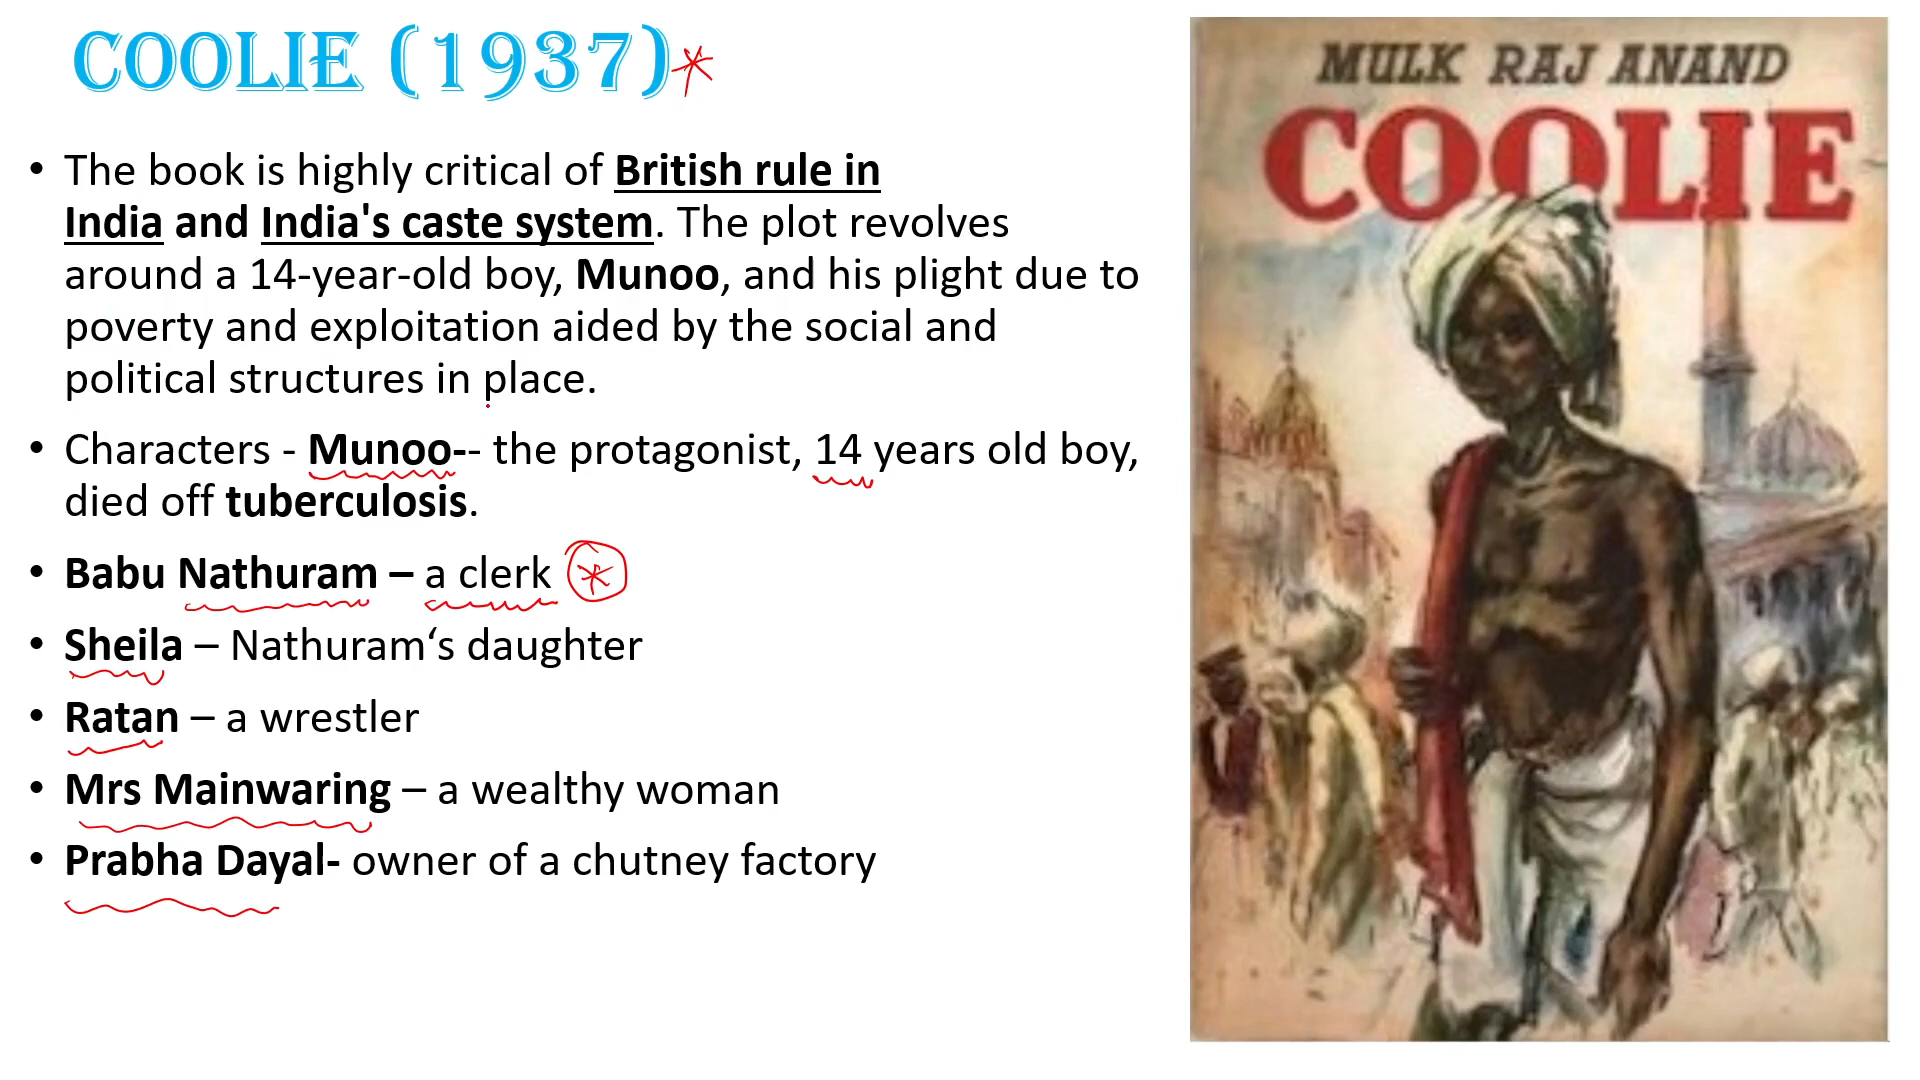 COOLIE (1937)
• The book is highly critical of British rule in
India and India's caste system. The plot revolves
around a 14-year-old boy, Munoo, and his plight due to
poverty and exploitation aided by the social and
political structures in place.
• Characters - Munoo-- the protagonist, 14 years old boy,
died off tuberculosis.
• Babu Nathuram – a clerk
• Sheila – Nathuram‘s daughter
• Ratan – a wrestler
• Mrs Mainwaring – a wealthy woman
• Prabha Dayal- owner of a chutney factory
MULK RAJ ANAND
COOLIE